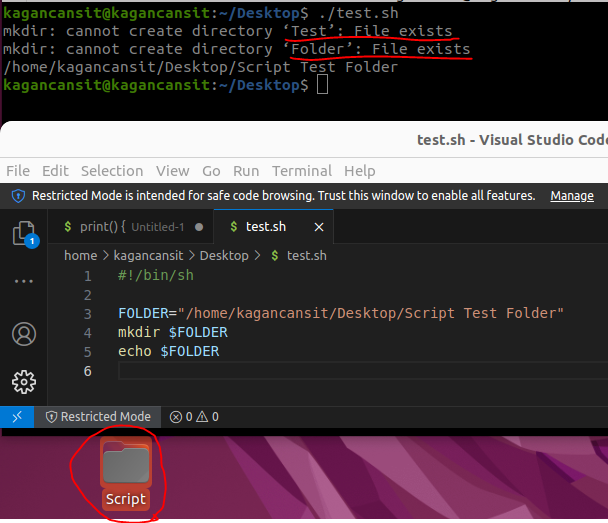 kagancansit@kagancansit:~/Desktop$ ./test.sh
mkdir: cannot create directory ‘Test’: File exists
mkdir: cannot create directory ‘Folder’: File exists
/home/kagancansit/Desktop/Script Test Folder
kagancansit@kagancansit:~/Desktop$
test.sh - Visual Studio Code
File Edit Selection View Go Run Terminal Help
Restricted Mode is intended for safe code browsing. Trust this window to enable all features. Manage
$ print() { Untitled-1 $ test.sh
1
home > kagancansit > Desktop > $ test.sh
1 #!/bin/sh
2
3 FOLDER="/home/kagancansit/Desktop/Script Test Folder"
4 mkdir $FOLDER
5 echo $FOLDER
6
Restricted Mode 0 0
Script